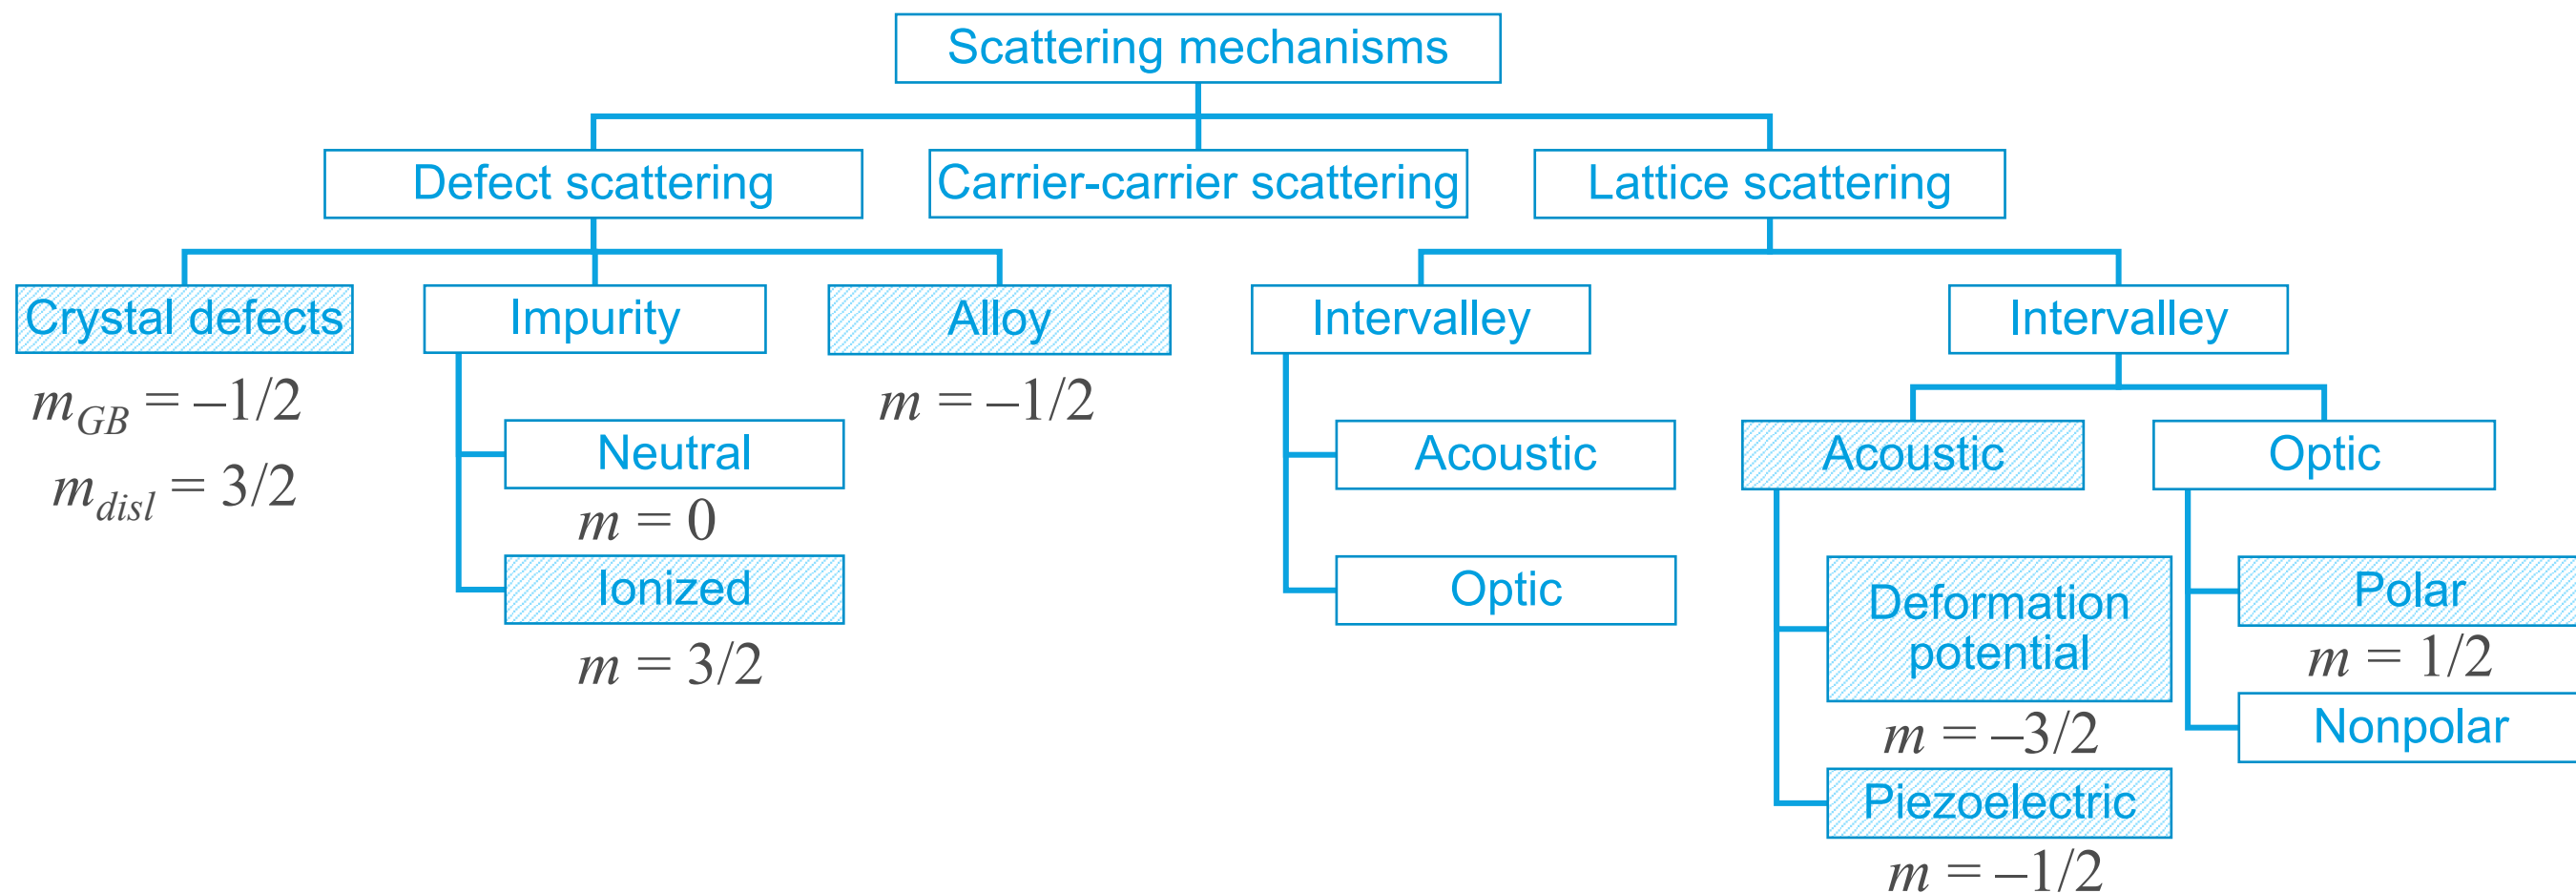 Scattering mechanisms
Defect scattering
Carrier-carrier scattering
Lattice scattering
Crystal defects
Impurity
Alloy
Intervalley
Intervalley
m_GB = –1/2
m = –1/2
m_disl = 3/2
Neutral
m = 0
Ionized
m = 3/2
Acoustic
Optic
Acoustic
Optic
Deformation
potential
m = –3/2
Piezoelectric
m = –1/2
Polar
m = 1/2
Nonpolar